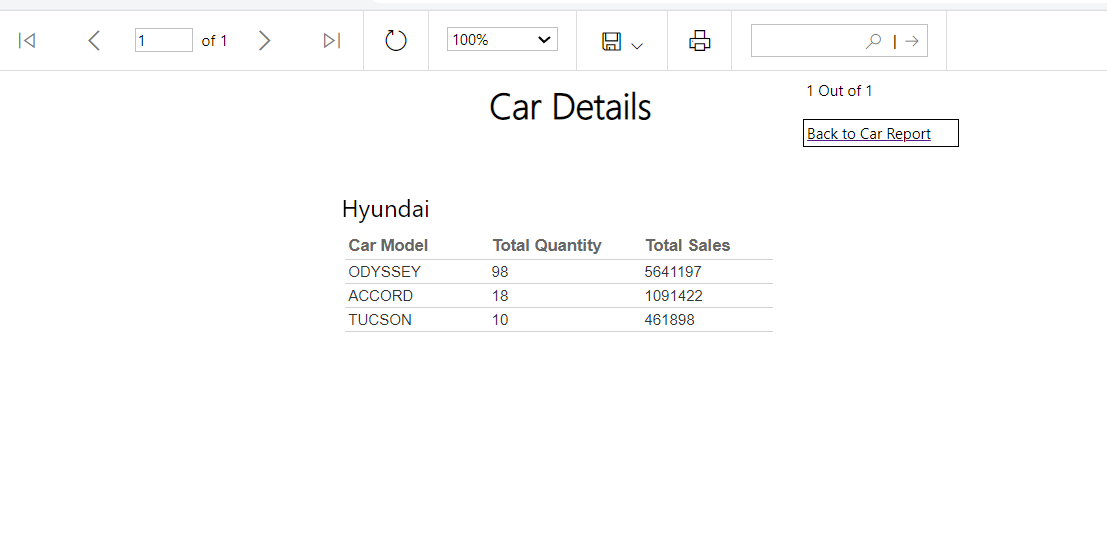 1 of 1 100% |
Car Details 1 Out of 1
Back to Car Report
Hyundai
Car Model Total Quantity Total Sales
ODYSSEY 98 5641197
ACCORD 18 1091422
TUCSON 10 461898